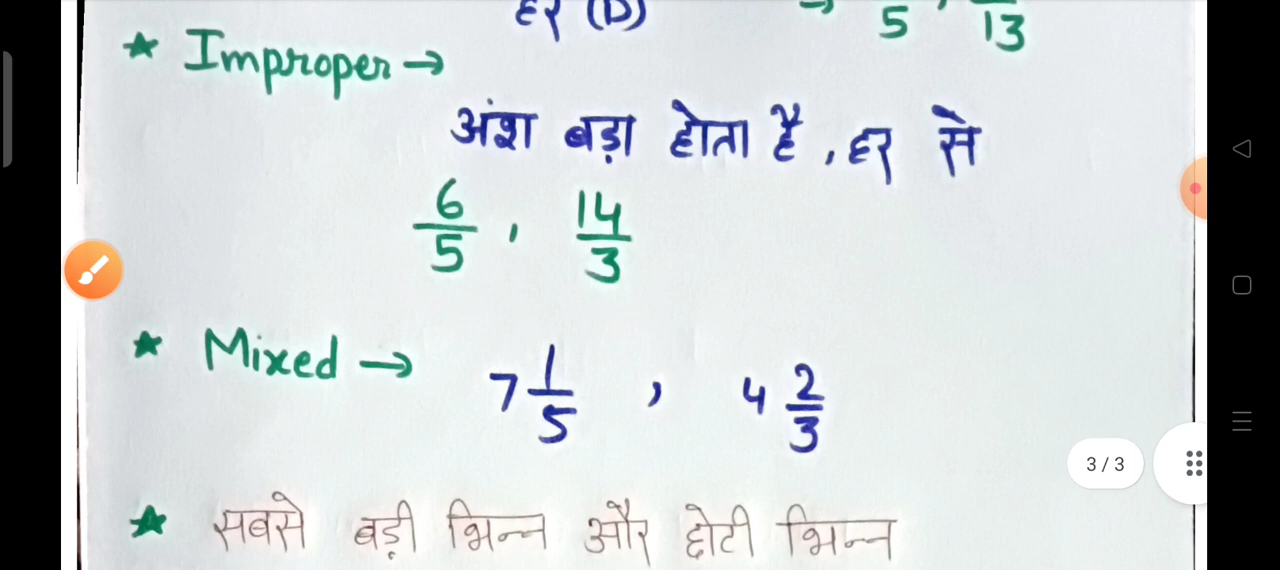 हर (D) → 5 , 13
★ Improper →
अंश बड़ा होता है , हर से
6/5 , 14/3
★ Mixed → 7 1/5 , 4 2/3
3 / 3
★ सबसे बड़ी भिन्न और छोटी भिन्न